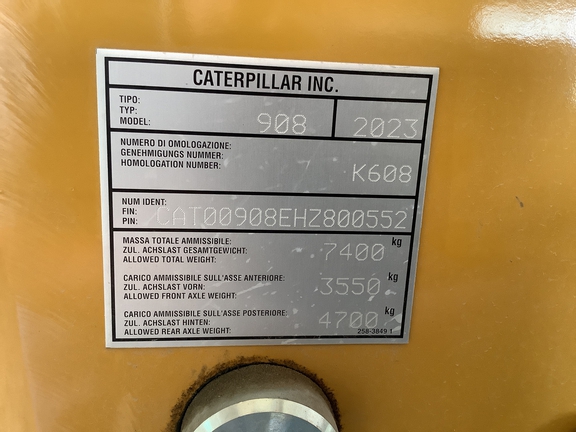 CATERPILLAR INC.
TIPO:
TYP:
MODEL: 908 2023
NUMERO DI OMOLOGAZIONE:
GENEHMIGUNGS NUMMER:
HOMOLOGATION NUMBER: / K608
NUM IDENT:
FIN:
PIN: CAT00908EHZ800552
MASSA TOTALE AMMISSIBILE:
ZUL. ACHSLAST GESAMTGEWICHT: 7400 kg
ALLOWED TOTAL WEIGHT:
CARICO AMMISSIBILE SULL'ASSE ANTERIORE:
ZUL. ACHSLAST VORN: 3550 kg
ALLOWED FRONT AXLE WEIGHT:
CARICO AMMISSIBILE SULL'ASSE POSTERIORE:
ZUL. ACHSLAST HINTEN: 4700 kg
ALLOWED REAR AXLE WEIGHT: 258-3849 1